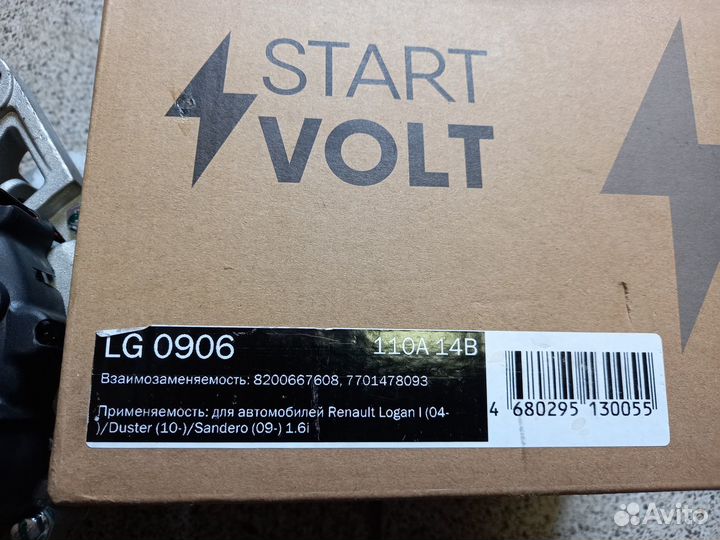 START
VOLT
LG 0906 110A 14В
Взаимозаменяемость: 8200667608, 7701478093
Применяемость: для автомобилей Renault Logan I (04-
)/Duster (10-)/Sandero (09-) 1.6i
4 680295 130055
Avito